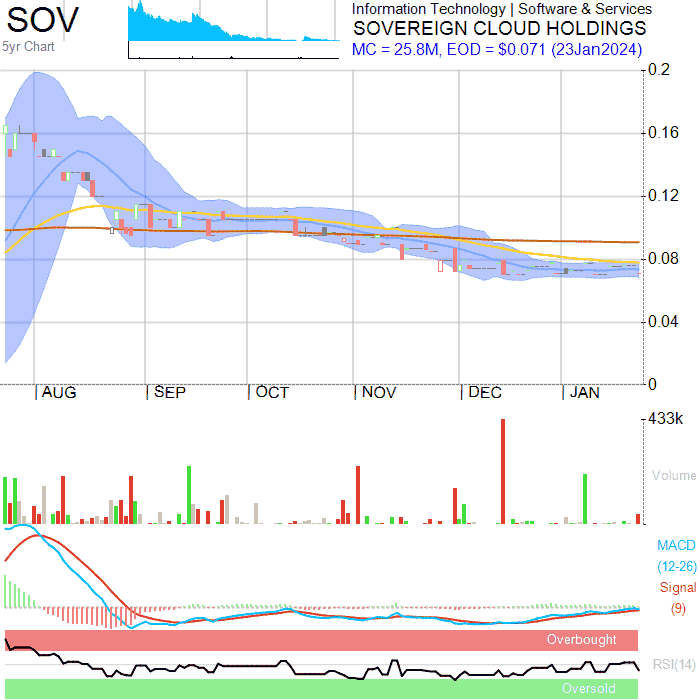 SOV
5yr Chart
Information Technology | Software & Services
SOVEREIGN CLOUD HOLDINGS
MC = 25.8M, EOD = $0.071 (23Jan2024)
0.2
0.16
0.12
0.08
0.04
0
AUG
SEP
OCT
NOV
DEC
JAN
433k
Volume
MACD
(12-26)
Signal
(9)
Overbought
RSI(14)
Oversold